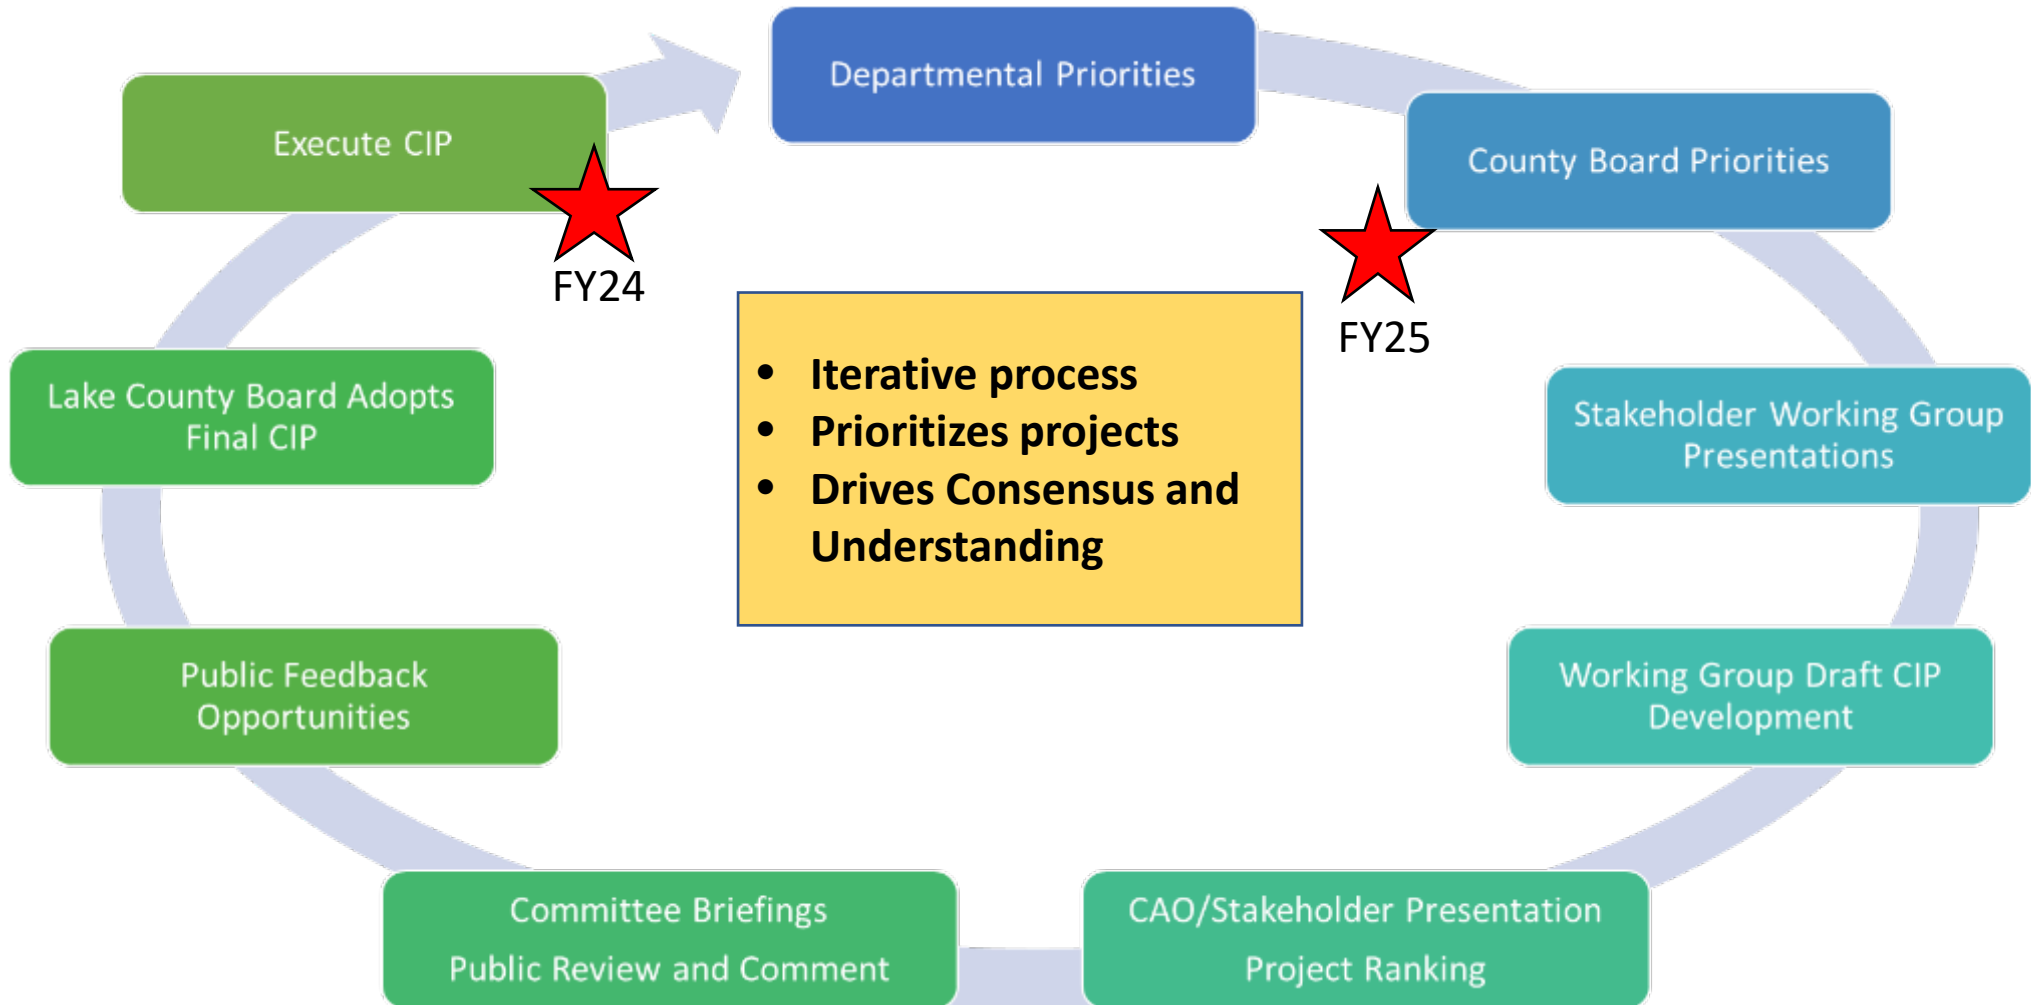 Departmental Priorities
County Board Priorities
Stakeholder Working Group
Presentations
Working Group Draft CIP
Development
CAO/Stakeholder Presentation
Project Ranking
Committee Briefings
Public Review and Comment
Public Feedback
Opportunities
Lake County Board Adopts
Final CIP
Execute CIP
FY24
FY25
• Iterative process
• Prioritizes projects
• Drives Consensus and
Understanding